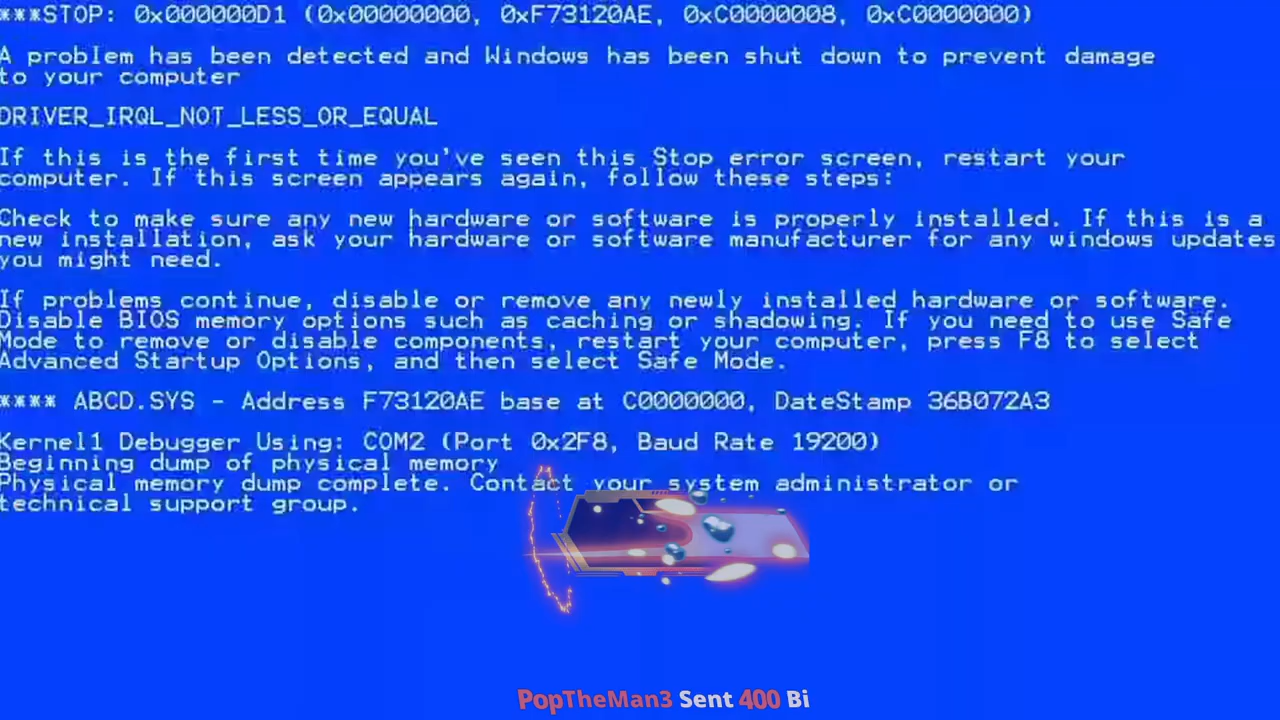 ***STOP: 0x000000D1 (0x00000000, 0xF73120AE, 0xC0000008, 0xC0000000)
A problem has been detected and Windows has been shut down to prevent damage
to your computer
DRIVER_IRQL_NOT_LESS_OR_EQUAL
If this is the first time you've seen this Stop error screen, restart your
computer. If this screen appears again, follow these steps:
Check to make sure any new hardware or software is properly installed. If this is a
new installation, ask your hardware or software manufacturer for any windows updates
you might need.
If problems continue, disable or remove any newly installed hardware or software.
Disable BIOS memory options such as caching or shadowing. If you need to use Safe
Mode to remove or disable components, restart your computer, press F8 to select
Advanced Startup Options, and then select Safe Mode.
**** ABCD.SYS - Address F73120AE base at C0000000, DateStamp 36B072A3
Kernel1 Debugger Using: COM2 (Port 0x2F8, Baud Rate 19200)
Beginning dump of physical memory
Physical memory dump complete. Contact your system administrator or
technical support group.
PopTheMan3 Sent 400 Bi